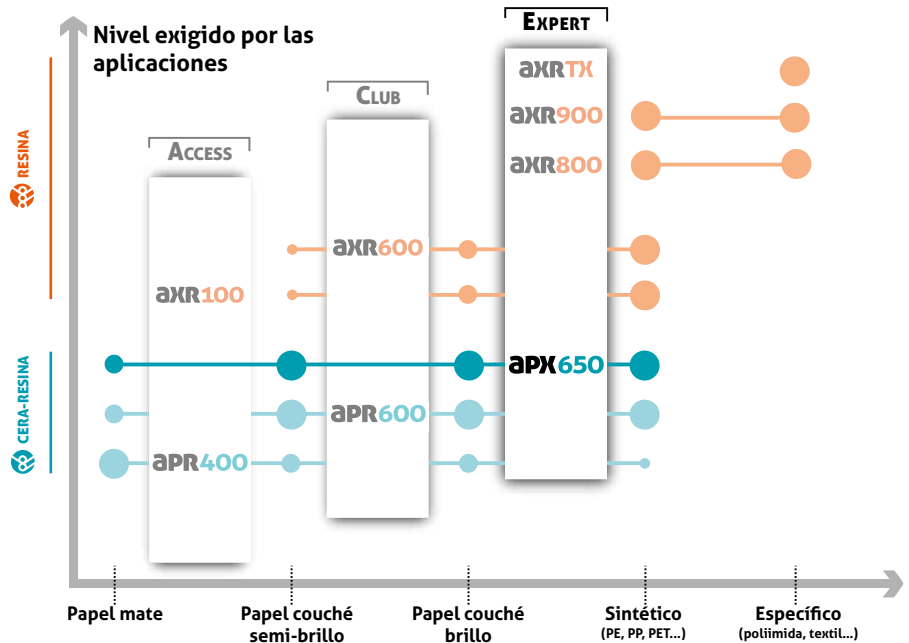 Nivel exigido por las
aplicaciones
EXPERT
CLUB
ACCESS
RESINA
CERA-RESINA
aXRTX
aXR900
aXR800
aXR600
aXR100
aPX650
aPR600
aPR400
Papel mate
Papel couché
semi-brillo
Papel couché
brillo
Sintético
(PE, PP, PET...)
Específico
(poliimida, textil...)